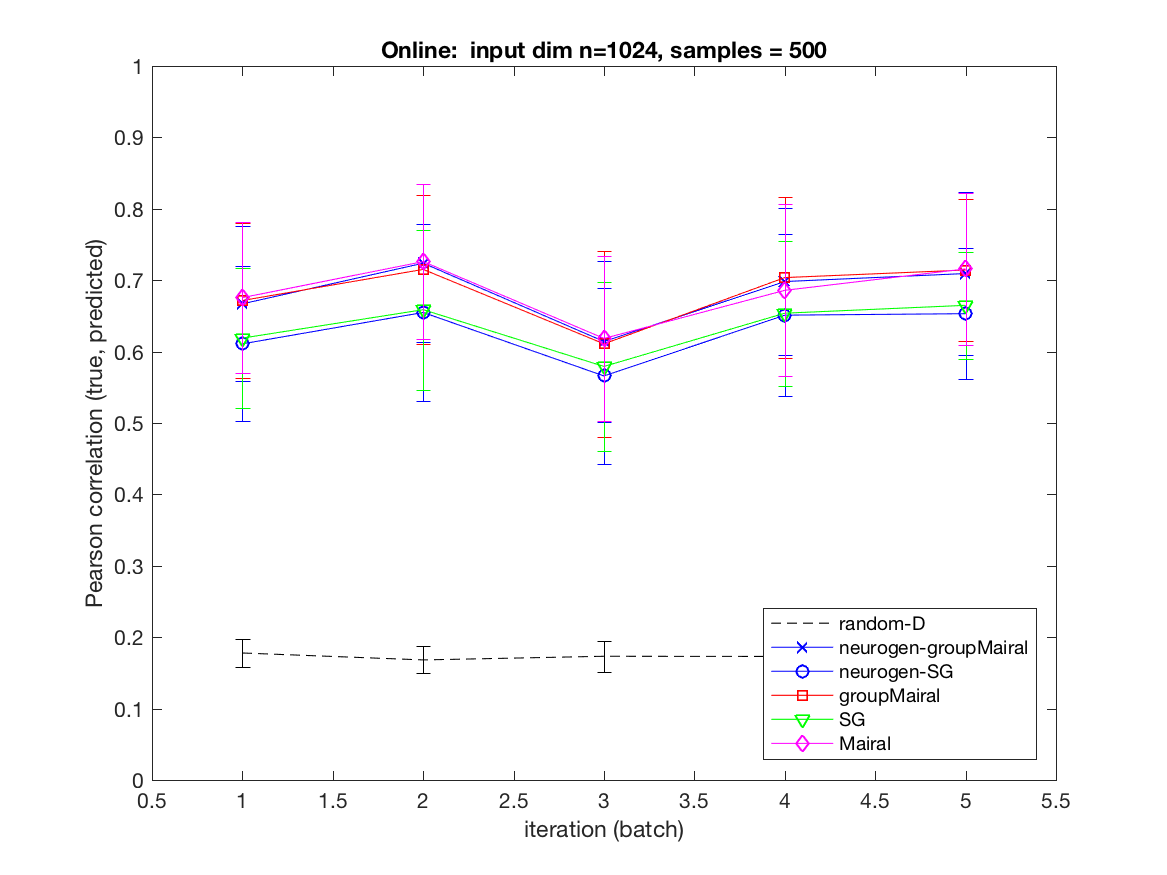 Online:  input dim n=1024, samples = 500
Pearson correlation (true, predicted)
1
0.9
0.8
0.7
0.6
0.5
0.4
0.3
0.2
0.1
0
random-D
neurogen-groupMairal
neurogen-SG
groupMairal
SG
Mairal
0.5 1 1.5 2 2.5 3 3.5 4 4.5 5 5.5
iteration (batch)